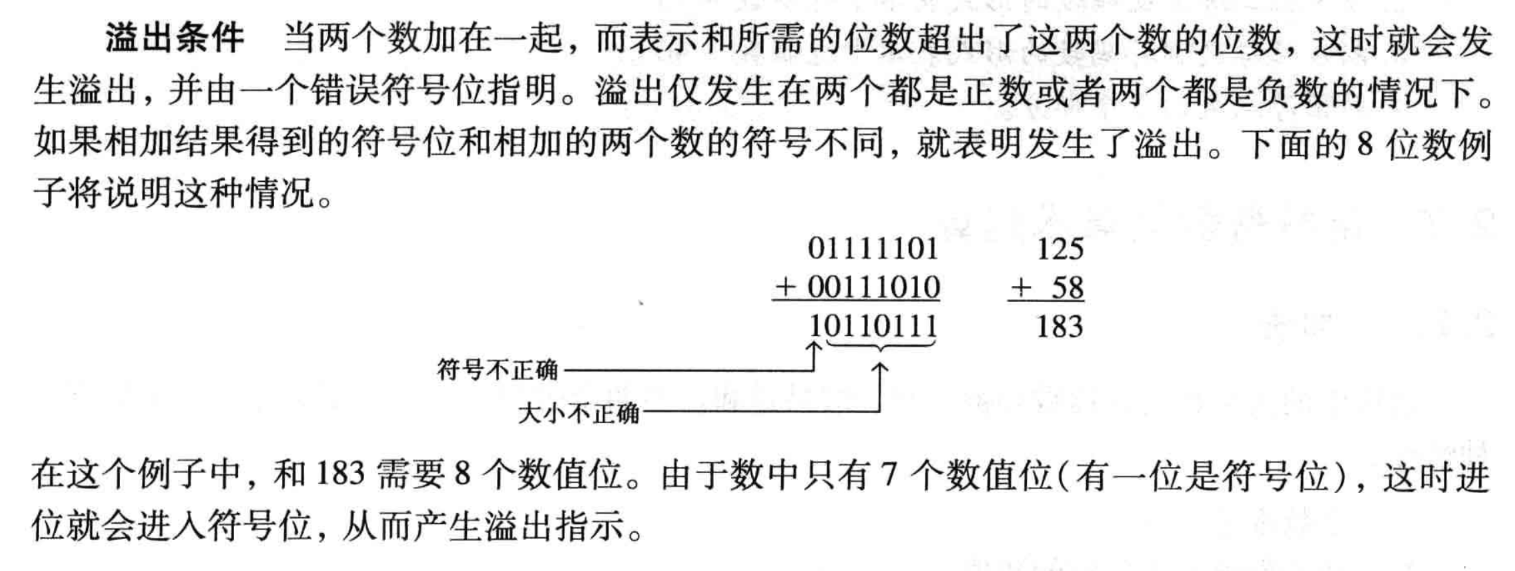 溢出条件 当两个数加在一起，而表示和所需的位数超出了这两个数的位数，这时就会发
生溢出，并由一个错误符号位指明。溢出仅发生在两个都是正数或者两个都是负数的情况下。
如果相加结果得到的符号位和相加的两个数的符号不同，就表明发生了溢出。下面的 8 位数例
子将说明这种情况。
01111101 125
+ 00111010 + 58
10110111 183
符号不正确
大小不正确
在这个例子中，和 183 需要 8 个数值位。由于数中只有 7 个数值位(有一位是符号位)，这时进
位就会进入符号位，从而产生溢出指示。